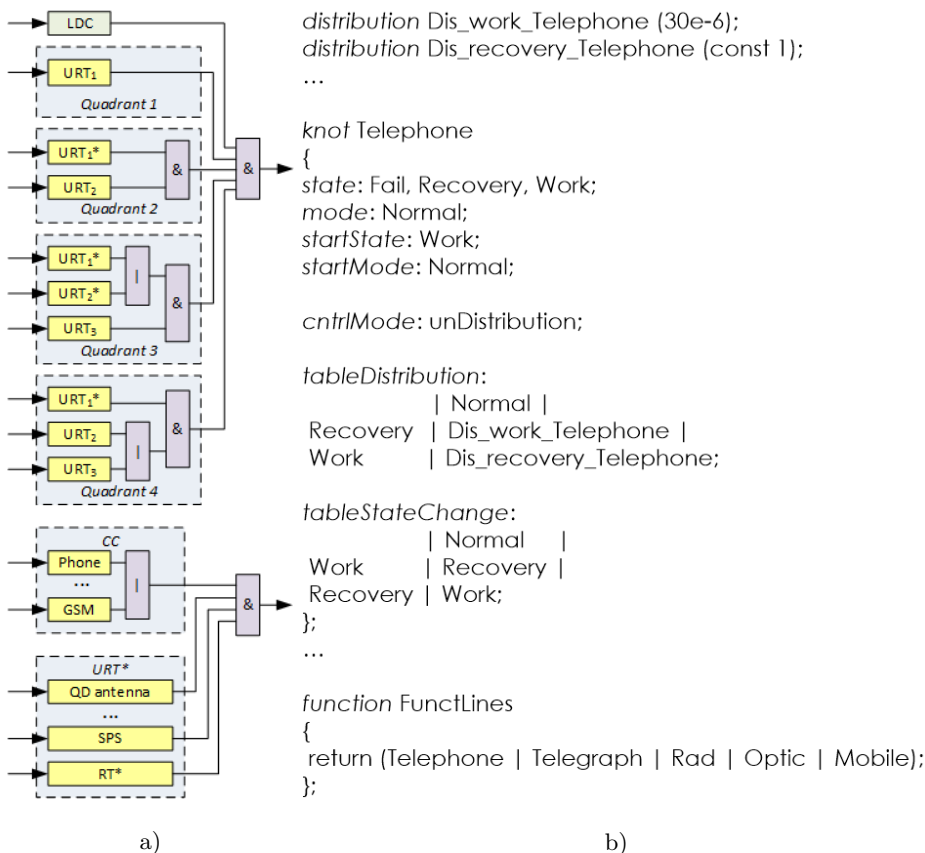 LDC
URT₁
Quadrant 1
URT₁*
&
URT₂
Quadrant 2
&
URT₁*
|
URT₂*
&
URT₃
Quadrant 3
URT₁*
&
URT₂
|
URT₃
Quadrant 4
CC
Phone
...
|
GSM
&
URT*
QD antenna
...
SPS
RT*
a)
distribution Dis_work_Telephone (30e-6);
distribution Dis_recovery_Telephone (const 1);
...
knot Telephone
{
state: Fail, Recovery, Work;
mode: Normal;
startState: Work;
startMode: Normal;
cntrlMode: unDistribution;
tableDistribution:
| Normal |
Recovery | Dis_work_Telephone |
Work | Dis_recovery_Telephone;
tableStateChange:
| Normal |
Work | Recovery |
Recovery | Work;
};
...
function FunctLines
{
return (Telephone | Telegraph | Rad | Optic | Mobile);
};
b)